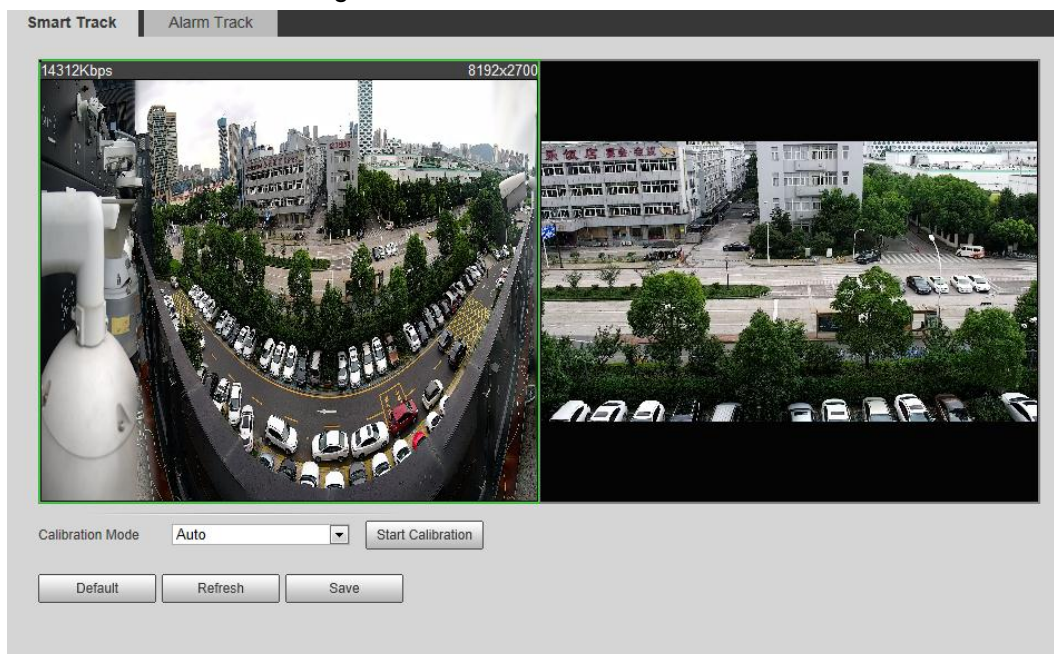 Smart Track Alarm Track
14312Kbps 8192x2700
Calibration Mode Auto Start Calibration
Default Refresh Save